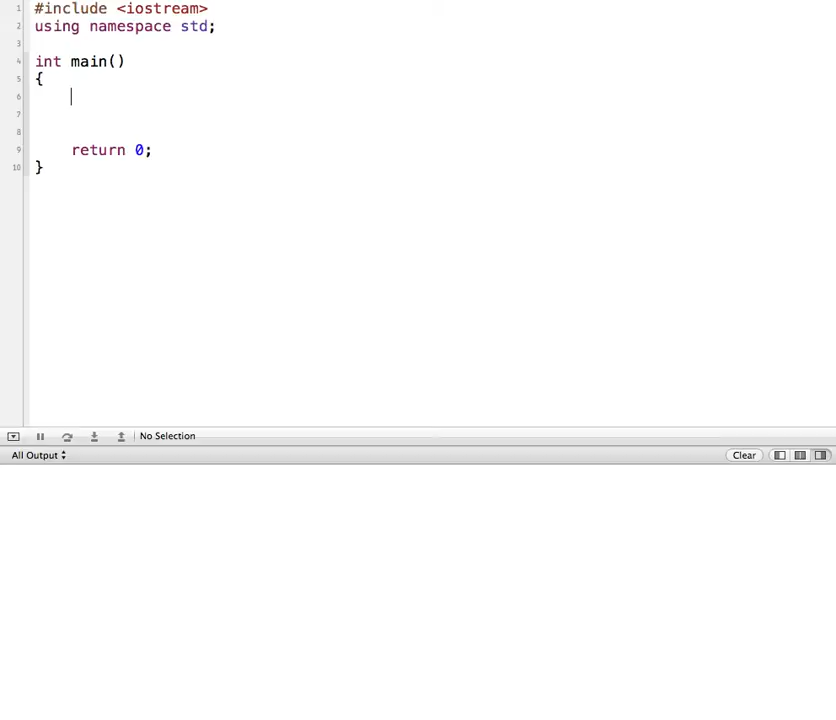 1 #include <iostream>
2 using namespace std;
3
4 int main()
5 {
6
7
8
9 return 0;
10 }
No Selection
All Output Clear